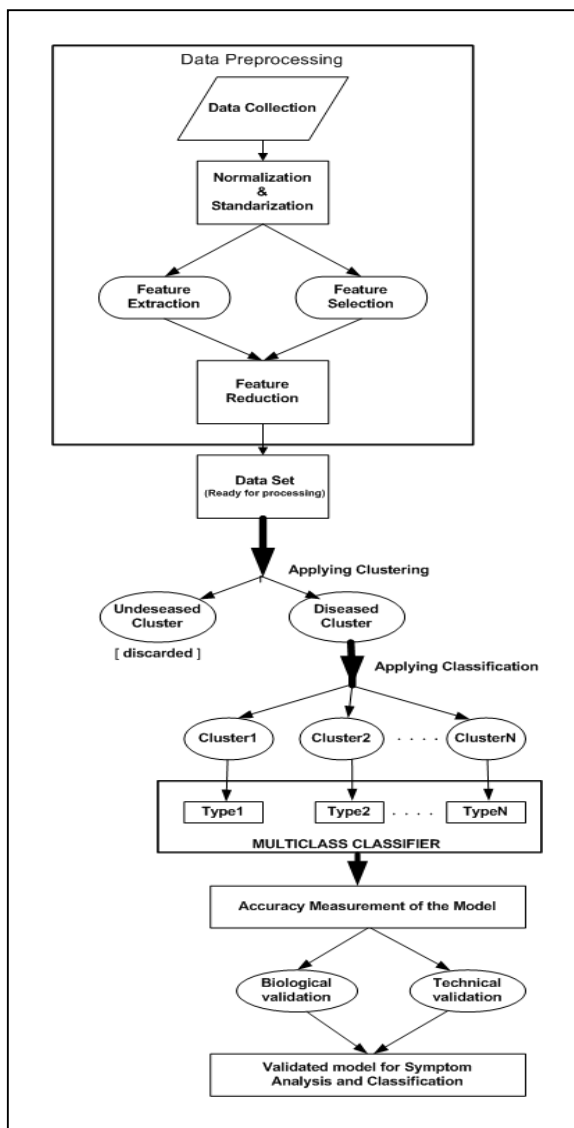 Data Preprocessing
Data Collection
Normalization
&
Standarization
Feature
Extraction
Feature
Selection
Feature
Reduction
Data Set
(Ready for processing)
Applying Clustering
Undeseased
Cluster
Diseased
Cluster
[ discarded ]
Applying Classification
Cluster1
Cluster2
. . . .
ClusterN
Type1
Type2
. . . .
TypeN
MULTICLASS CLASSIFIER
Accuracy Measurement of the Model
Biological
validation
Technical
validation
Validated model for Symptom
Analysis and Classification